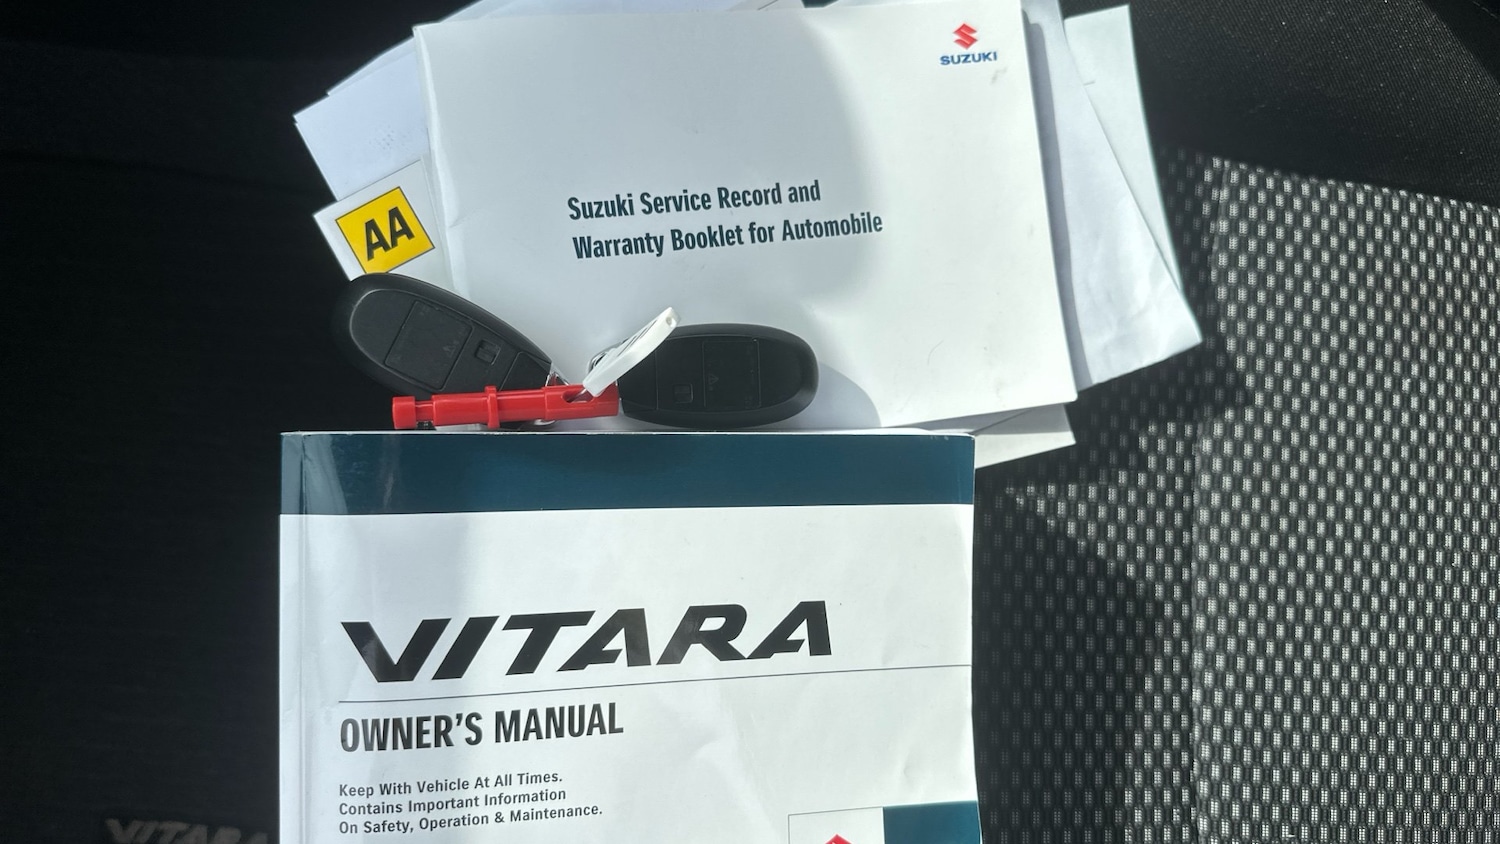 SUZUKI
Suzuki Service Record and
Warranty Booklet for Automobile
AA
VITARA
OWNER'S MANUAL
Keep With Vehicle At All Times.
Contains Important Information
On Safety, Operation & Maintenance.
VITARA